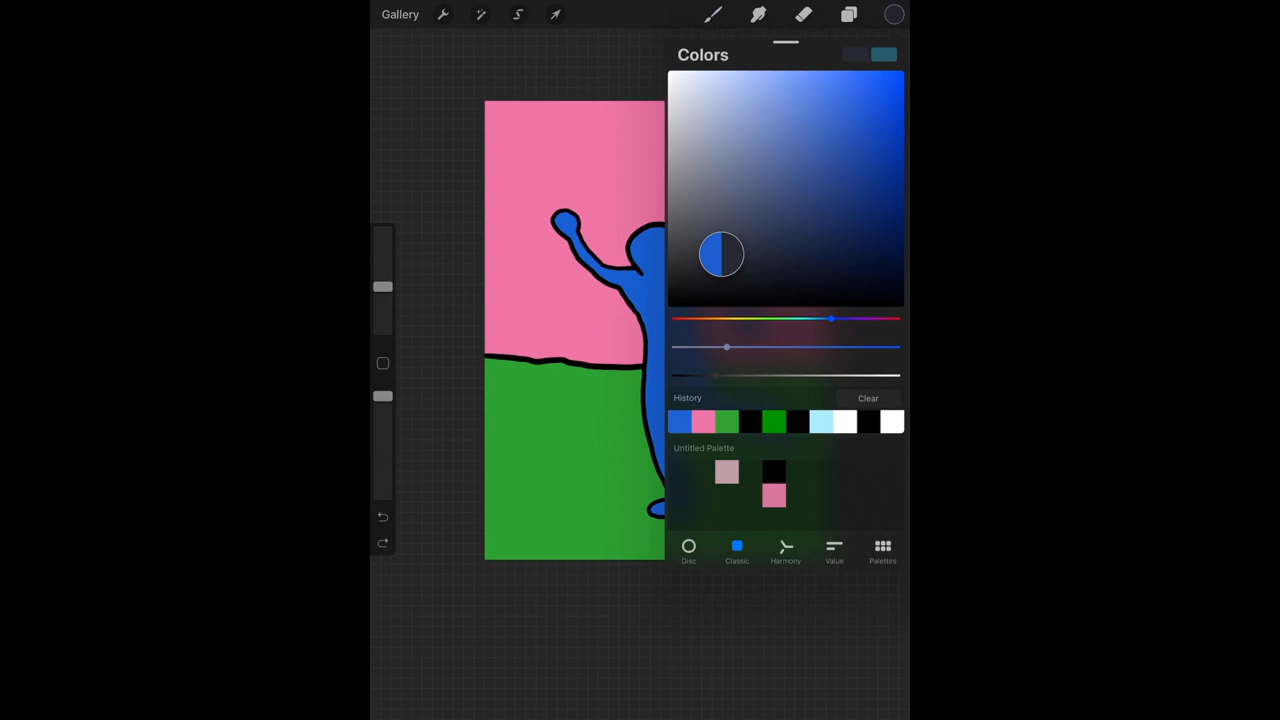 Gallery
Colors
History
Clear
Untitled Palette
Disc
Classic
Harmony
Value
Palettes